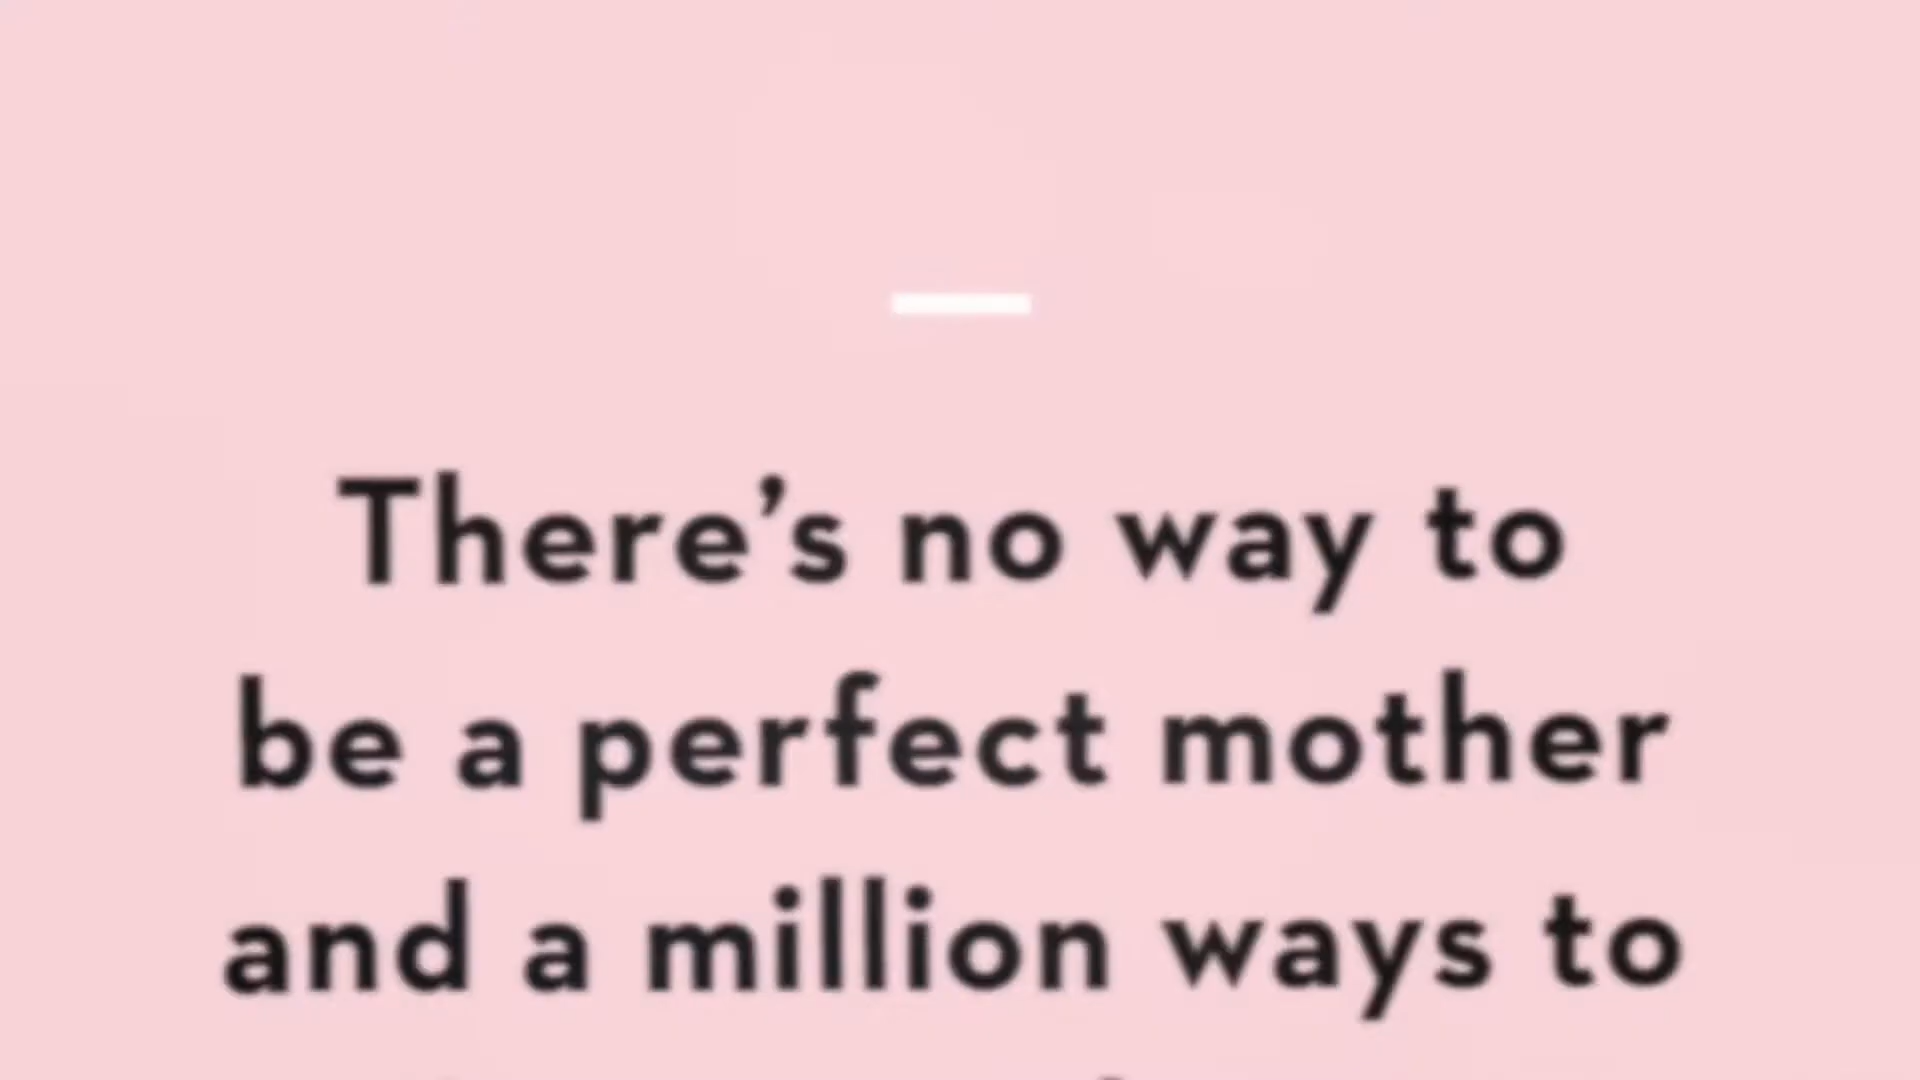 There’s no way to
be a perfect mother
and a million ways to